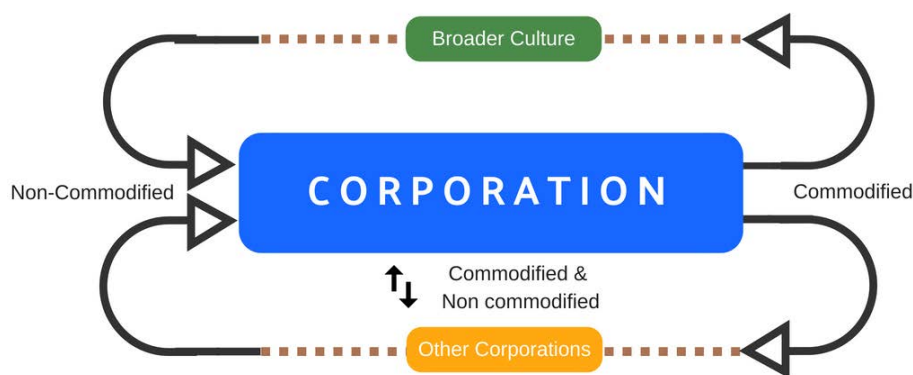 Broader Culture
CORPORATION
Non-Commodified
Commodified
Commodified &
Non commodified
Other Corporations